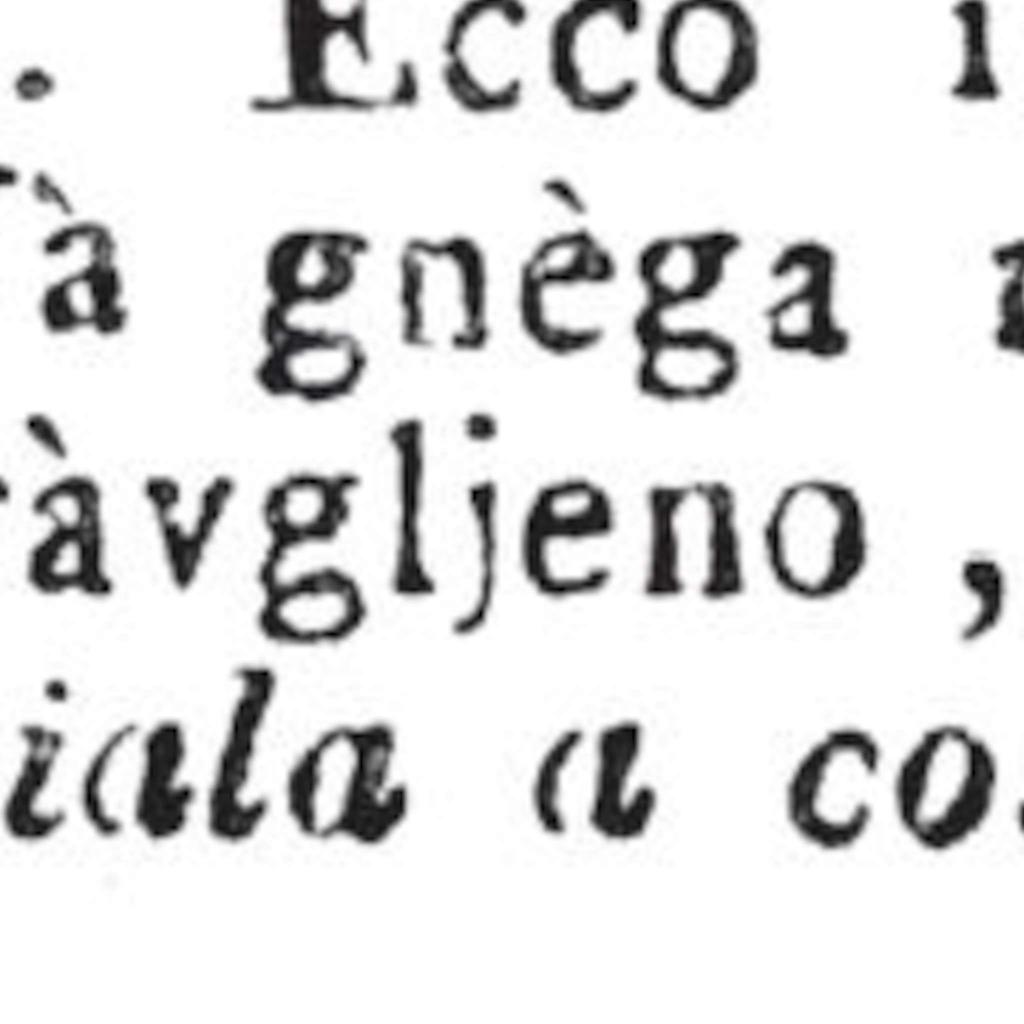 . Ecco
à gnèga
àvgljeno ,
iala a co